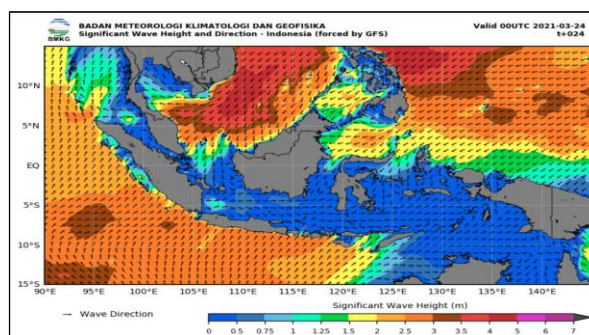 BADAN METEOROLOGI KLIMATOLOGI DAN GEOFISIKA Valid 00UTC 2021-03-24
Significant Wave Height and Direction - Indonesia (forced by GFS) t+024
BMKG
10°N
5°N
EQ
5°S
10°S
15°S
90°E 95°E 100°E 105°E 110°E 115°E 120°E 125°E 130°E 135°E 140°E
Significant Wave Height (m)
Wave Direction
0 0.5 0.75 1 1.25 1.5 2 2.5 3 3.5 4 5 6 7